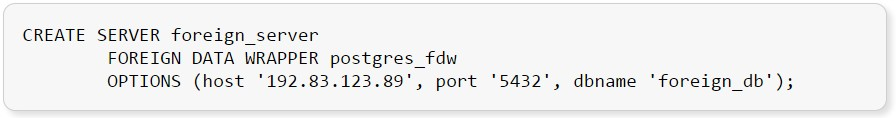 CREATE SERVER foreign_server
        FOREIGN DATA WRAPPER postgres_fdw
        OPTIONS (host '192.83.123.89', port '5432', dbname 'foreign_db');